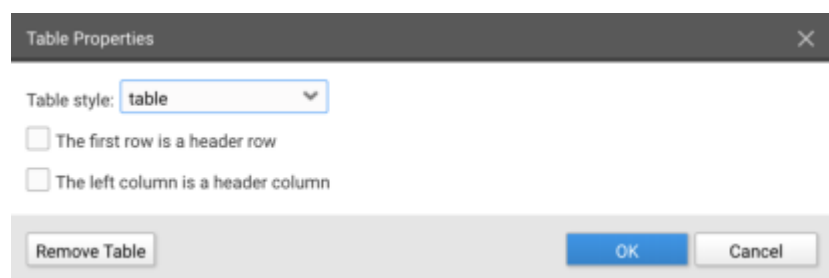 Table Properties
Table style: table
The first row is a header row
The left column is a header column
Remove Table OK Cancel